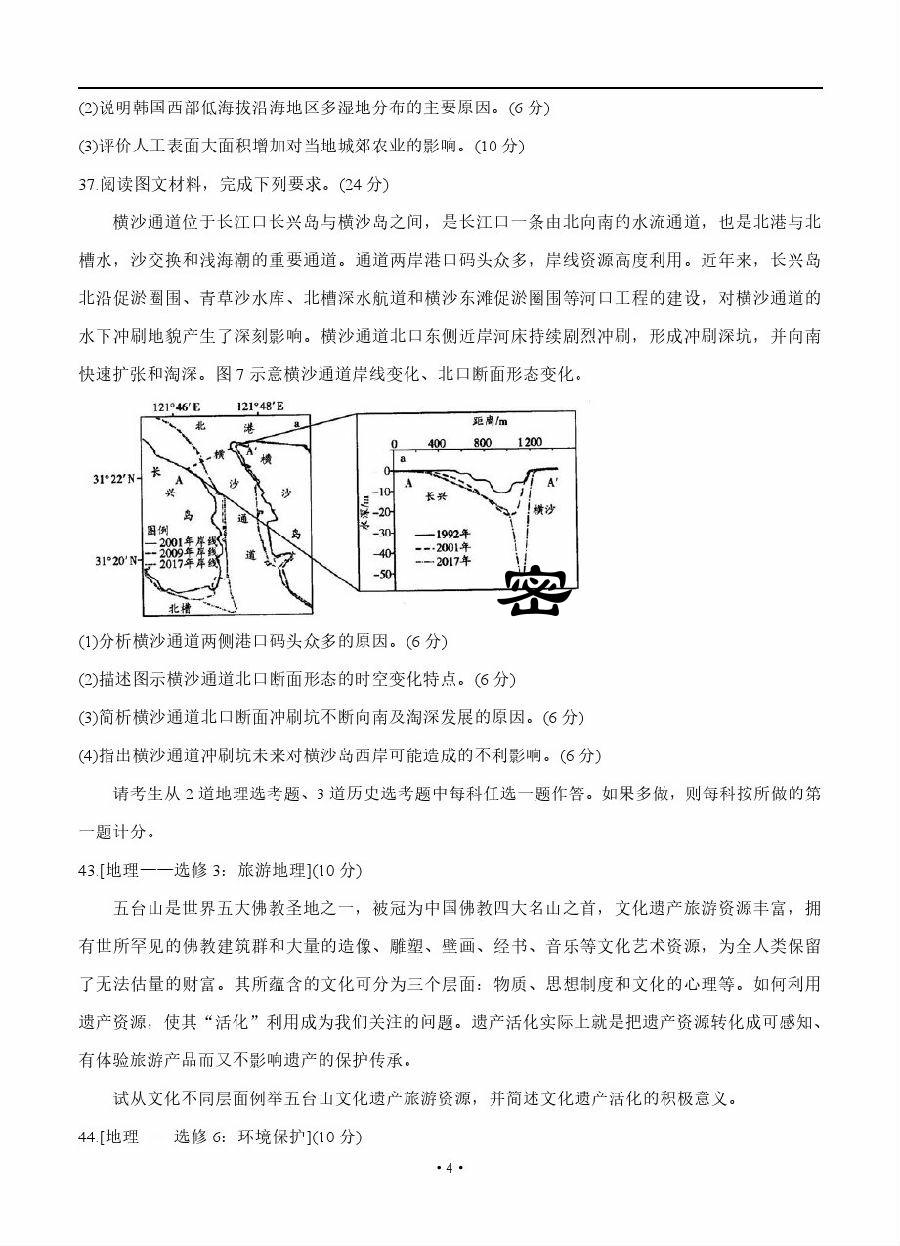 (2)说明韩国西部低海拔沿海地区多湿地分布的主要原因。(6 分)
(3)评价人工表面大面积增加对当地城郊农业的影响。(10 分)
37.阅读图文材料，完成下列要求。(24 分)
横沙通道位于长江口长兴岛与横沙岛之间，是长江口一条由北向南的水流通道，也是北港与北
槽水，沙交换和浅海潮的重要通道。通道两岸港口码头众多，岸线资源高度利用。近年来，长兴岛
北沿促淤圈围、青草沙水库、北槽深水航道和横沙东滩促淤圈围等河口工程的建设，对横沙通道的
水下冲刷地貌产生了深刻影响。横沙通道北口东侧近岸河床持续剧烈冲刷，形成冲刷深坑，并向南
快速扩张和淘深。图 7 示意横沙通道岸线变化、北口断面形态变化。
121°46′E 121°48′E
北 港 a
横 A′ 横
长 A
31°22′N
兴 沙 沙
岛 通 岛
图例
2001年岸线
2009年岸线
2017年岸线
道
31°20′N
北槽
距离/m
0 400 800 1200
a
0
A A′
长兴 横沙
-10
-20
-30
-40
-50
水深/m
1992年
2001年
2017年
密
(1)分析横沙通道两侧港口码头众多的原因。(6 分)
(2)描述图示横沙通道北口断面形态的时空变化特点。(6 分)
(3)简析横沙通道北口断面冲刷坑不断向南及淘深发展的原因。(6 分)
(4)指出横沙通道冲刷坑未来对横沙岛西岸可能造成的不利影响。(6 分)
请考生从 2 道地理选考题、3 道历史选考题中每科任选一题作答。如果多做，则每科按所做的第
一题计分。
43.[地理——选修 3：旅游地理](10 分)
五台山是世界五大佛教圣地之一，被冠为中国佛教四大名山之首，文化遗产旅游资源丰富，拥
有世所罕见的佛教建筑群和大量的造像、雕塑、壁画、经书、音乐等文化艺术资源，为全人类保留
了无法估量的财富。其所蕴含的文化可分为三个层面：物质、思想制度和文化的心理等。如何利用
遗产资源，使其“活化”利用成为我们关注的问题。遗产活化实际上就是把遗产资源转化成可感知、
有体验旅游产品而又不影响遗产的保护传承。
试从文化不同层面例举五台山文化遗产旅游资源，并简述文化遗产活化的积极意义。
44.[地理 选修 6：环境保护](10 分)
·4·